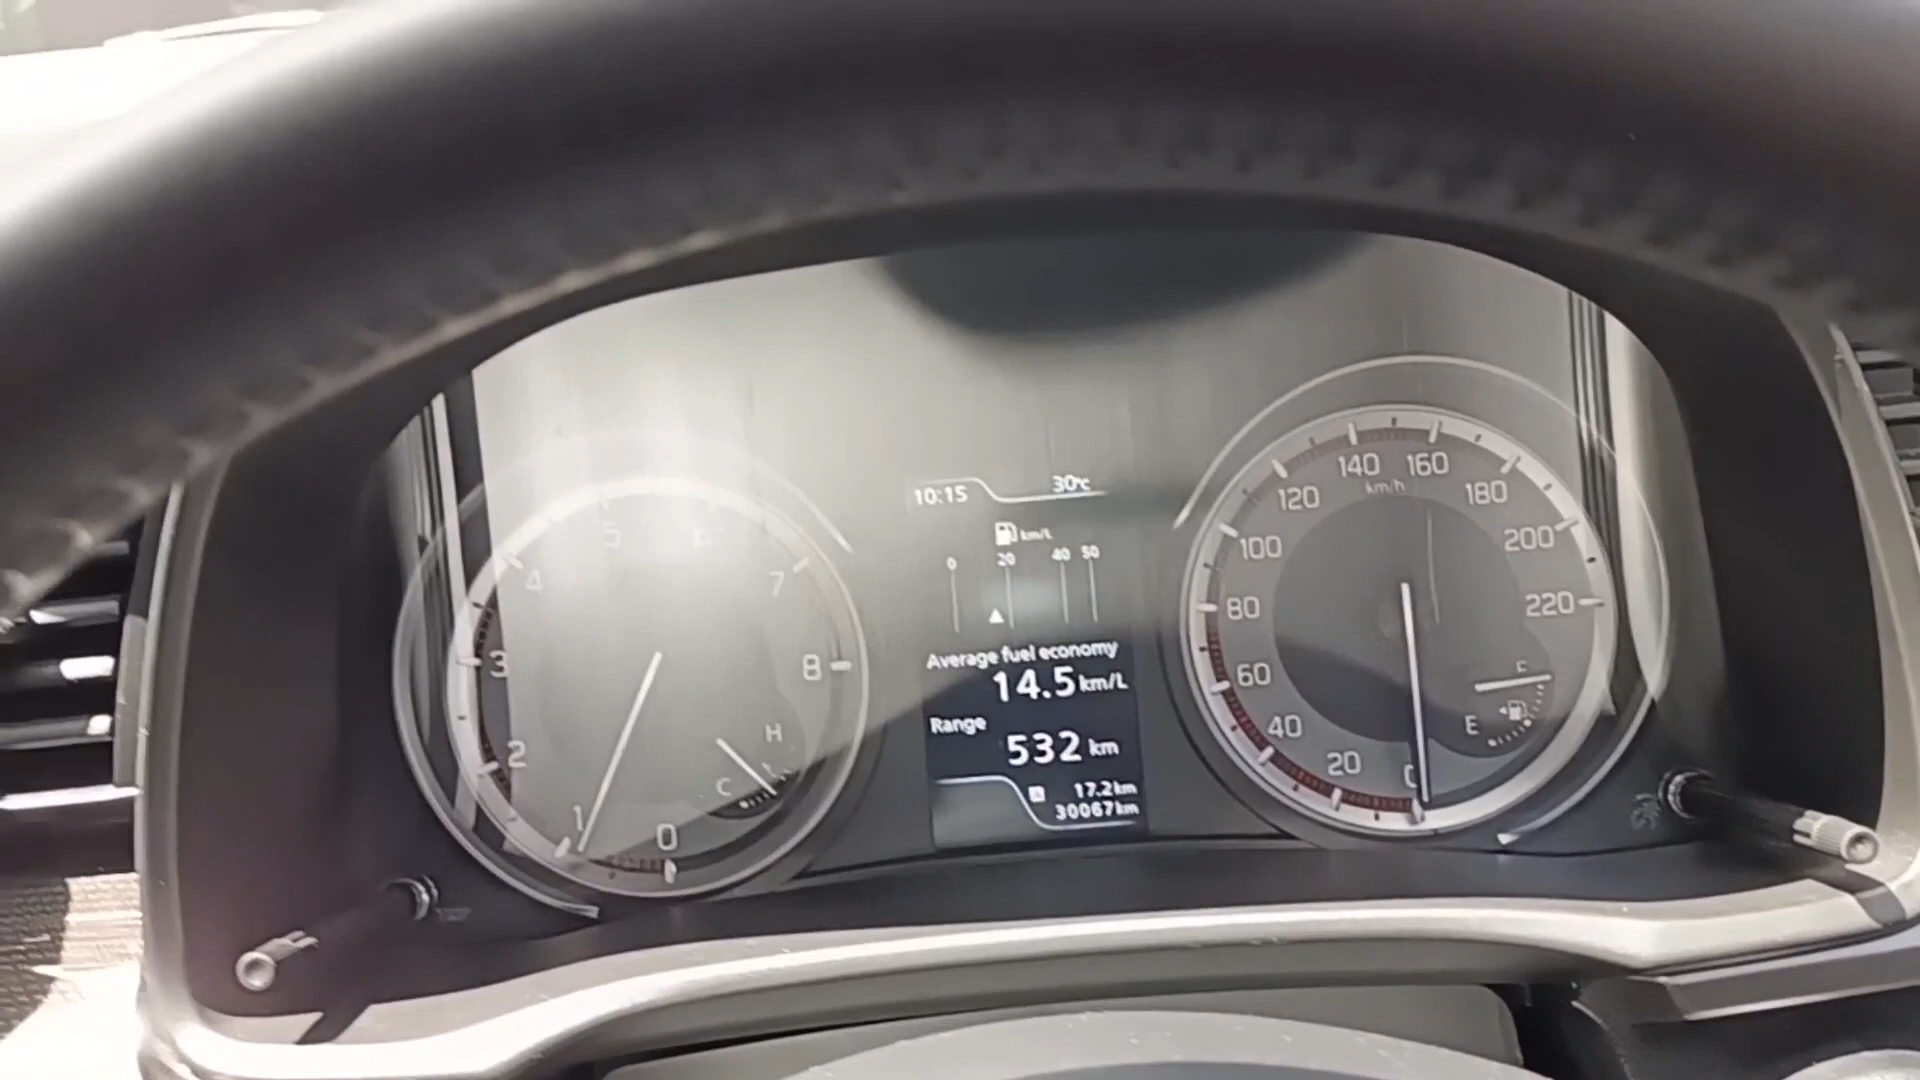 10:15 30°C
km/L
0 20 40 50
Average fuel economy
14.5 km/L
Range
532 km
A 17.2 km
30067 km
0
1
2
3
4
5
6
7
8
H
C
0
20
40
60
80
100
120
140
160
180
200
220
km/h
F
E